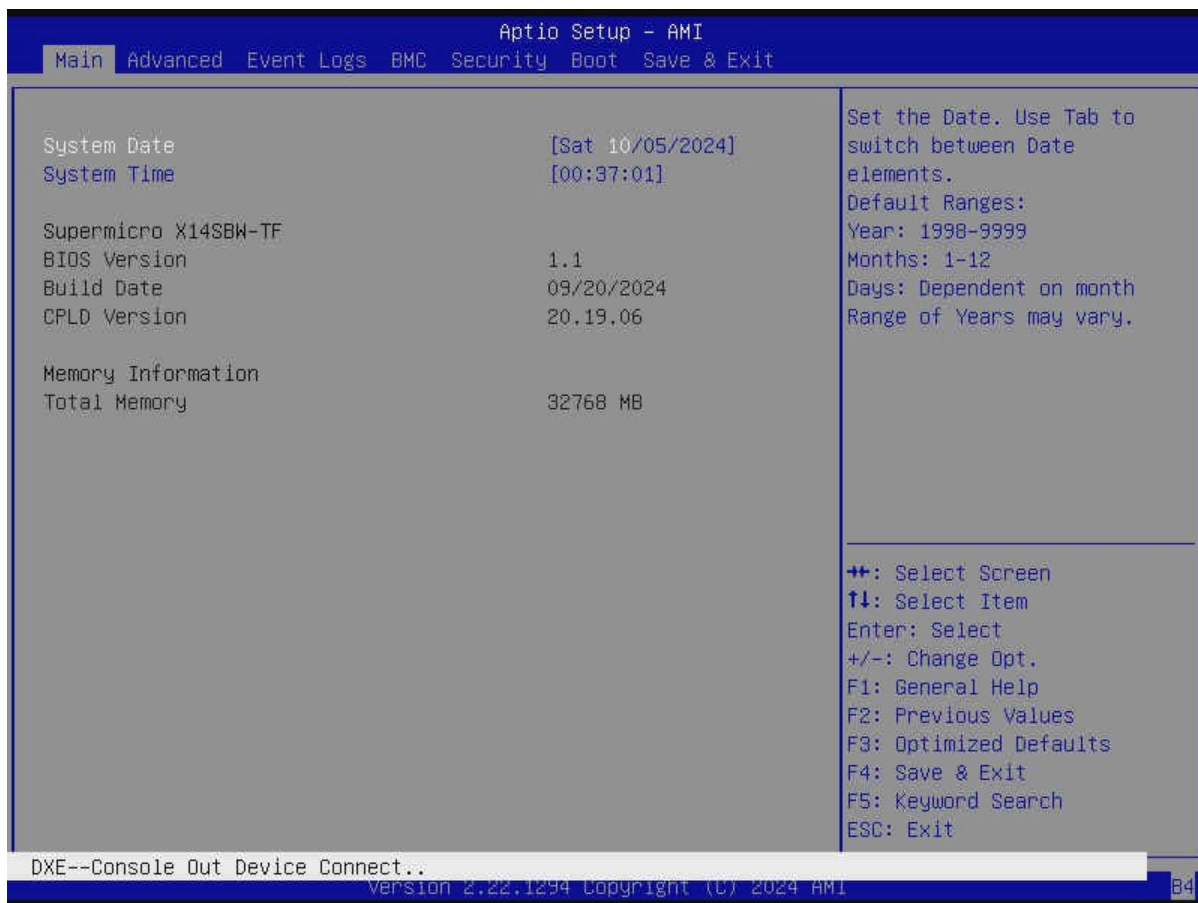 Aptio Setup - AMI
Main Advanced Event Logs BMC Security Boot Save & Exit
System Date [Sat 10/05/2024]
System Time [00:37:01]
Supermicro X14SBW-TF
BIOS Version 1.1
Build Date 09/20/2024
CPLD Version 20.19.06
Memory Information
Total Memory 32768 MB
Set the Date. Use Tab to
switch between Date
elements.
Default Ranges:
Year: 1998-9999
Months: 1-12
Days: Dependent on month
Range of Years may vary.
→←: Select Screen
↑↓: Select Item
Enter: Select
+/-: Change Opt.
F1: General Help
F2: Previous Values
F3: Optimized Defaults
F4: Save & Exit
F5: Keyword Search
ESC: Exit
DXE--Console Out Device Connect..
Version 2.22.1294 Copyright (C) 2024 AMI
B4